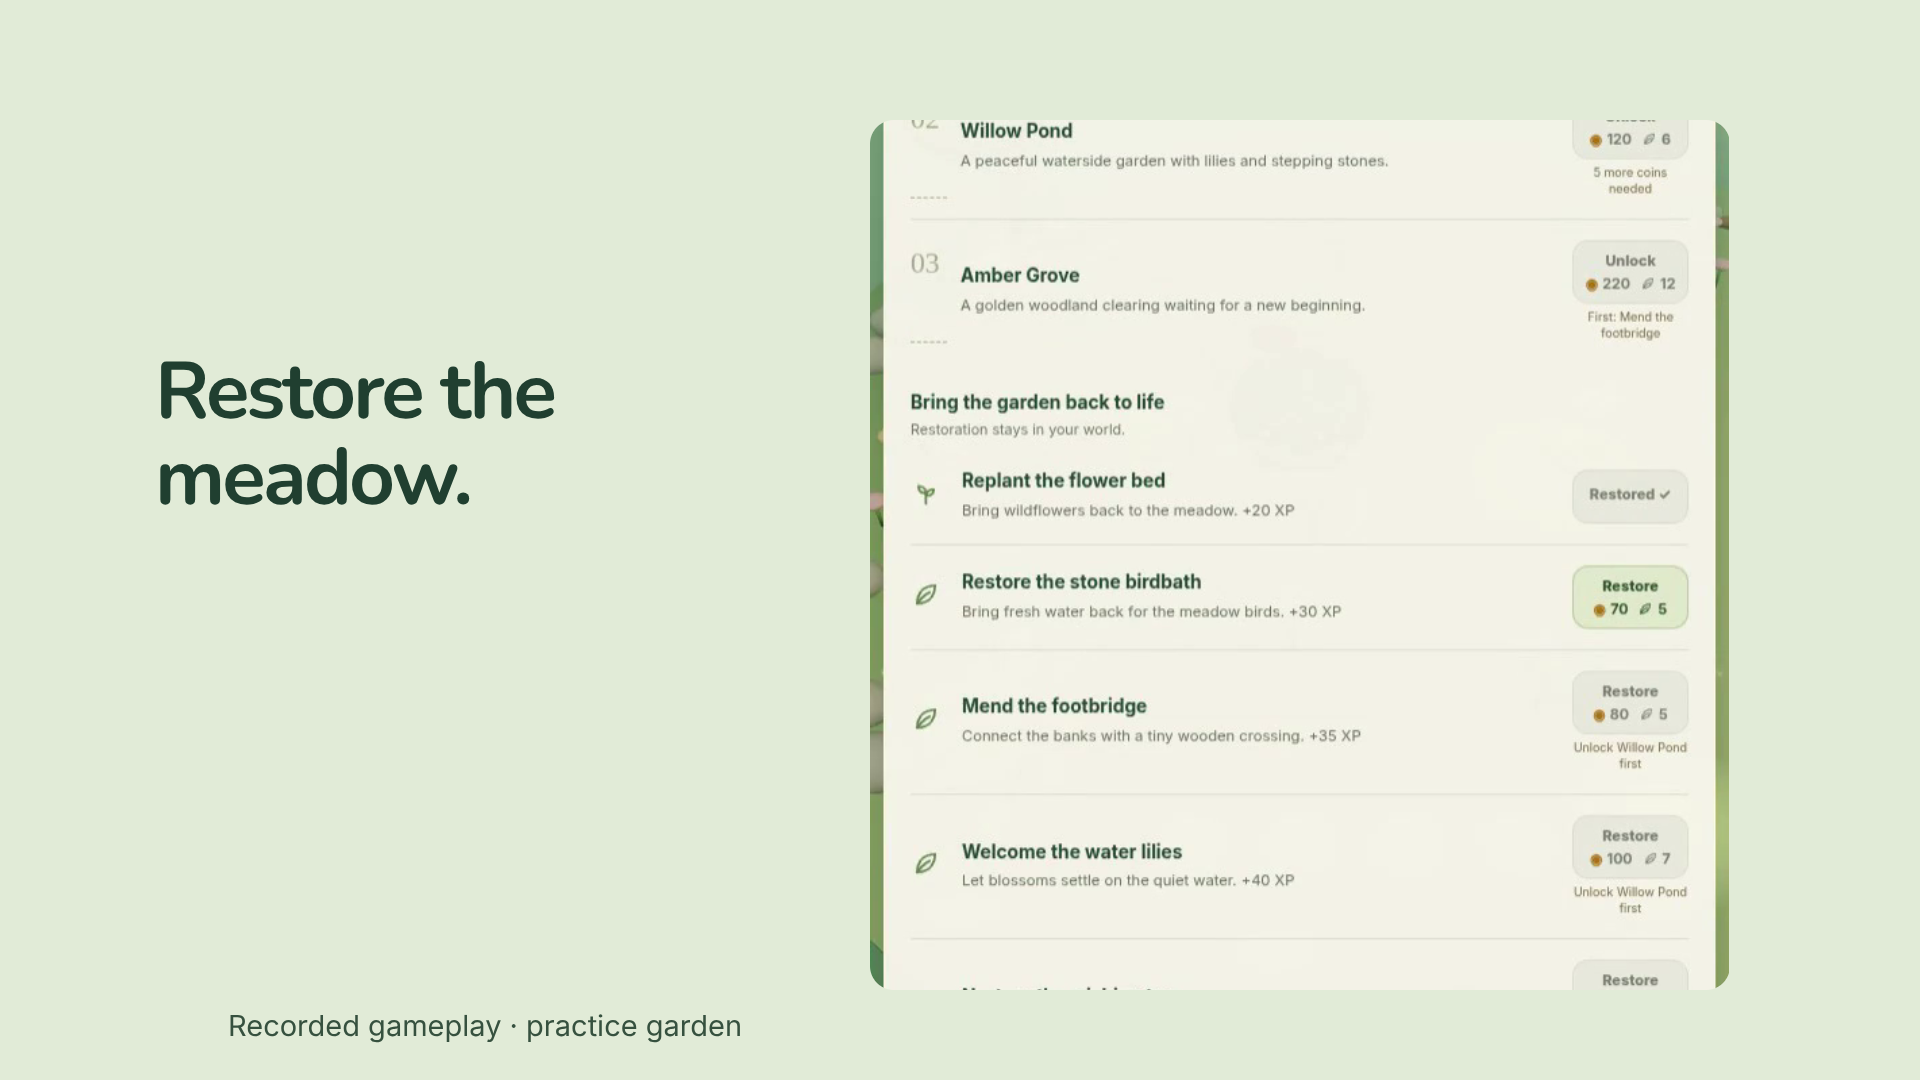 Restore the
meadow.
02
Willow Pond
A peaceful waterside garden with lilies and stepping stones.
120 6
5 more coins
needed
03
Amber Grove
A golden woodland clearing waiting for a new beginning.
Unlock
220 12
First: Mend the
footbridge
Bring the garden back to life
Restoration stays in your world.
Replant the flower bed
Bring wildflowers back to the meadow. +20 XP
Restored ✓
Restore the stone birdbath
Bring fresh water back for the meadow birds. +30 XP
Restore
70 5
Mend the footbridge
Connect the banks with a tiny wooden crossing. +35 XP
Restore
80 5
Unlock Willow Pond
first
Welcome the water lilies
Let blossoms settle on the quiet water. +40 XP
Restore
100 7
Unlock Willow Pond
first
Restore
Recorded gameplay · practice garden